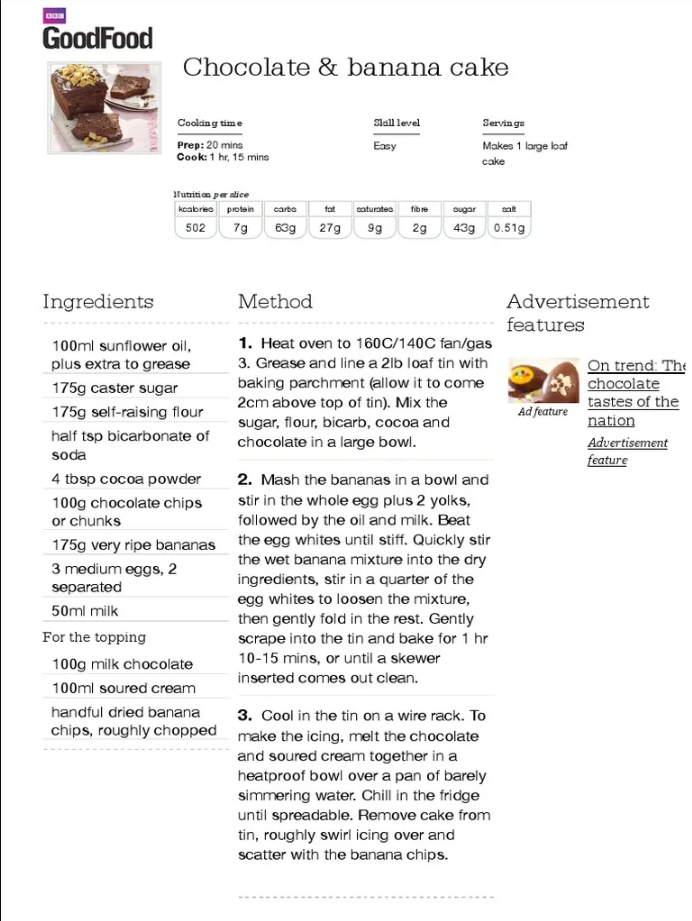 BBC
GoodFood
Chocolate & banana cake
Cooking time
Prep: 20 mins
Cook: 1 hr, 15 mins
Skill level
Easy
Servings
Makes 1 large loaf
cake
Nutrition per slice
kcalories protein carbs fat saturates fibre sugar salt
502 7g 63g 27g 9g 2g 43g 0.51g
Ingredients
100ml sunflower oil,
plus extra to grease
175g caster sugar
175g self-raising flour
half tsp bicarbonate of
soda
4 tbsp cocoa powder
100g chocolate chips
or chunks
175g very ripe bananas
3 medium eggs, 2
separated
50ml milk
For the topping
100g milk chocolate
100ml soured cream
handful dried banana
chips, roughly chopped
Method
1. Heat oven to 160C/140C fan/gas
3. Grease and line a 2lb loaf tin with
baking parchment (allow it to come
2cm above top of tin). Mix the
sugar, flour, bicarb, cocoa and
chocolate in a large bowl.
2. Mash the bananas in a bowl and
stir in the whole egg plus 2 yolks,
followed by the oil and milk. Beat
the egg whites until stiff. Quickly stir
the wet banana mixture into the dry
ingredients, stir in a quarter of the
egg whites to loosen the mixture,
then gently fold in the rest. Gently
scrape into the tin and bake for 1 hr
10-15 mins, or until a skewer
inserted comes out clean.
3. Cool in the tin on a wire rack. To
make the icing, melt the chocolate
and soured cream together in a
heatproof bowl over a pan of barely
simmering water. Chill in the fridge
until spreadable. Remove cake from
tin, roughly swirl icing over and
scatter with the banana chips.
Advertisement
features
Ad feature
On trend: The
chocolate
tastes of the
nation
Advertisement
feature